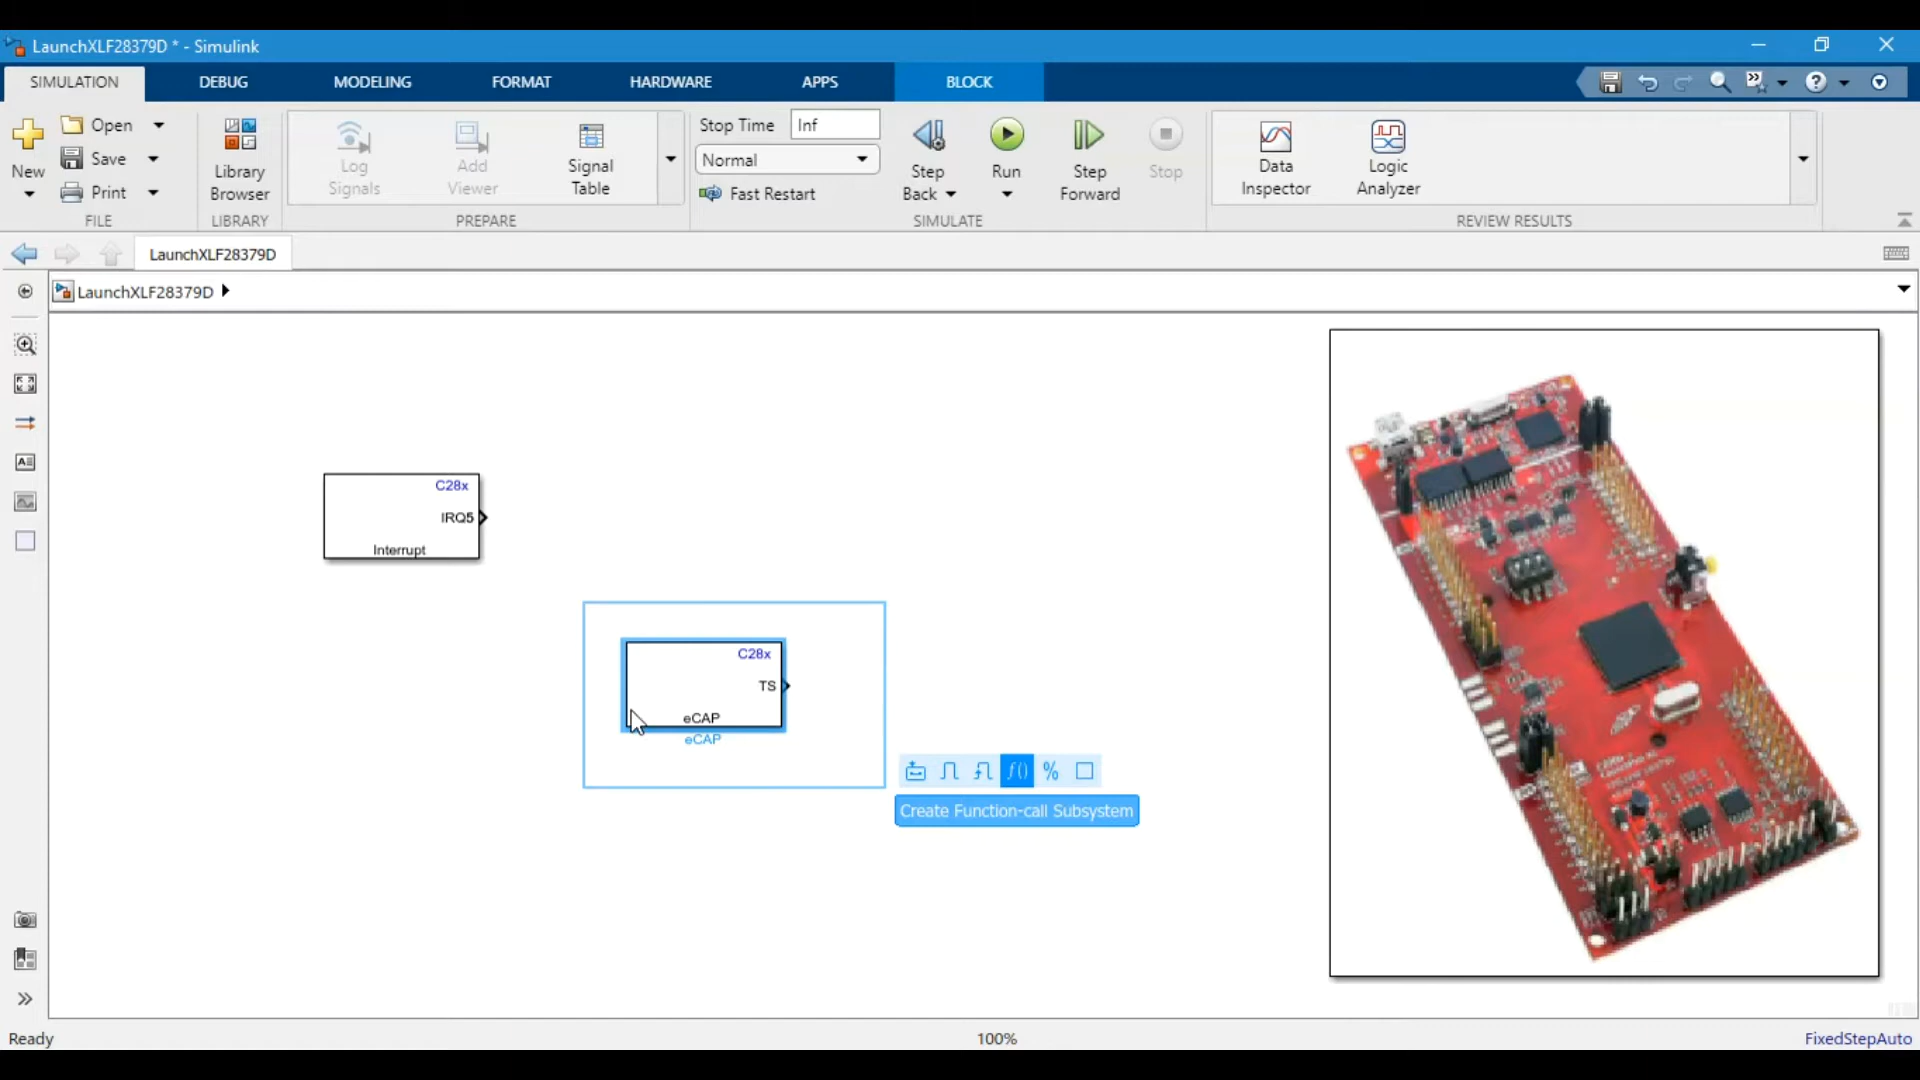 LaunchXLF28379D * - Simulink
SIMULATION
DEBUG
MODELING
FORMAT
HARDWARE
APPS
BLOCK
New
Open
Save
Print
FILE
Library
Browser
LIBRARY
Log
Signals
Add
Viewer
Signal
Table
PREPARE
Stop Time
Inf
Normal
Fast Restart
Step
Back
Run
Step
Forward
Stop
SIMULATE
Data
Inspector
Logic
Analyzer
REVIEW RESULTS
LaunchXLF28379D
LaunchXLF28379D
C28x
IRQ5
Interrupt
C28x
TS
eCAP
eCAP
Create Function-call Subsystem
Ready
100%
FixedStepAuto